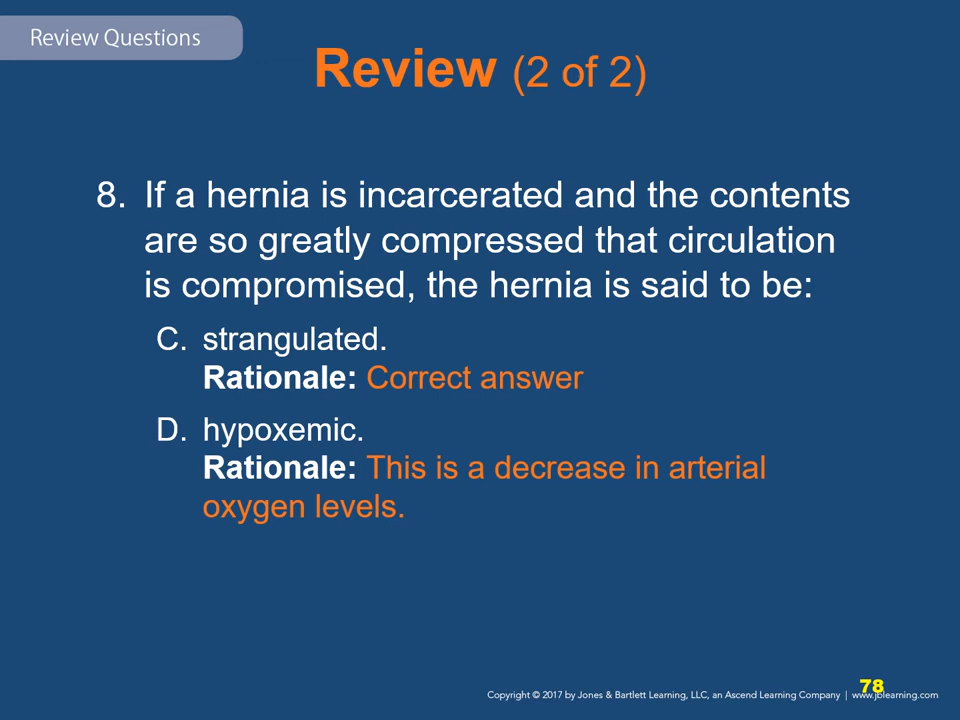 Review Questions
Review (2 of 2)
8. If a hernia is incarcerated and the contents
are so greatly compressed that circulation
is compromised, the hernia is said to be:
C. strangulated.
Rationale: Correct answer
D. hypoxemic.
Rationale: This is a decrease in arterial
oxygen levels.
78
Copyright © 2017 by Jones & Bartlett Learning, LLC, an Ascend Learning Company | www.jblearning.com